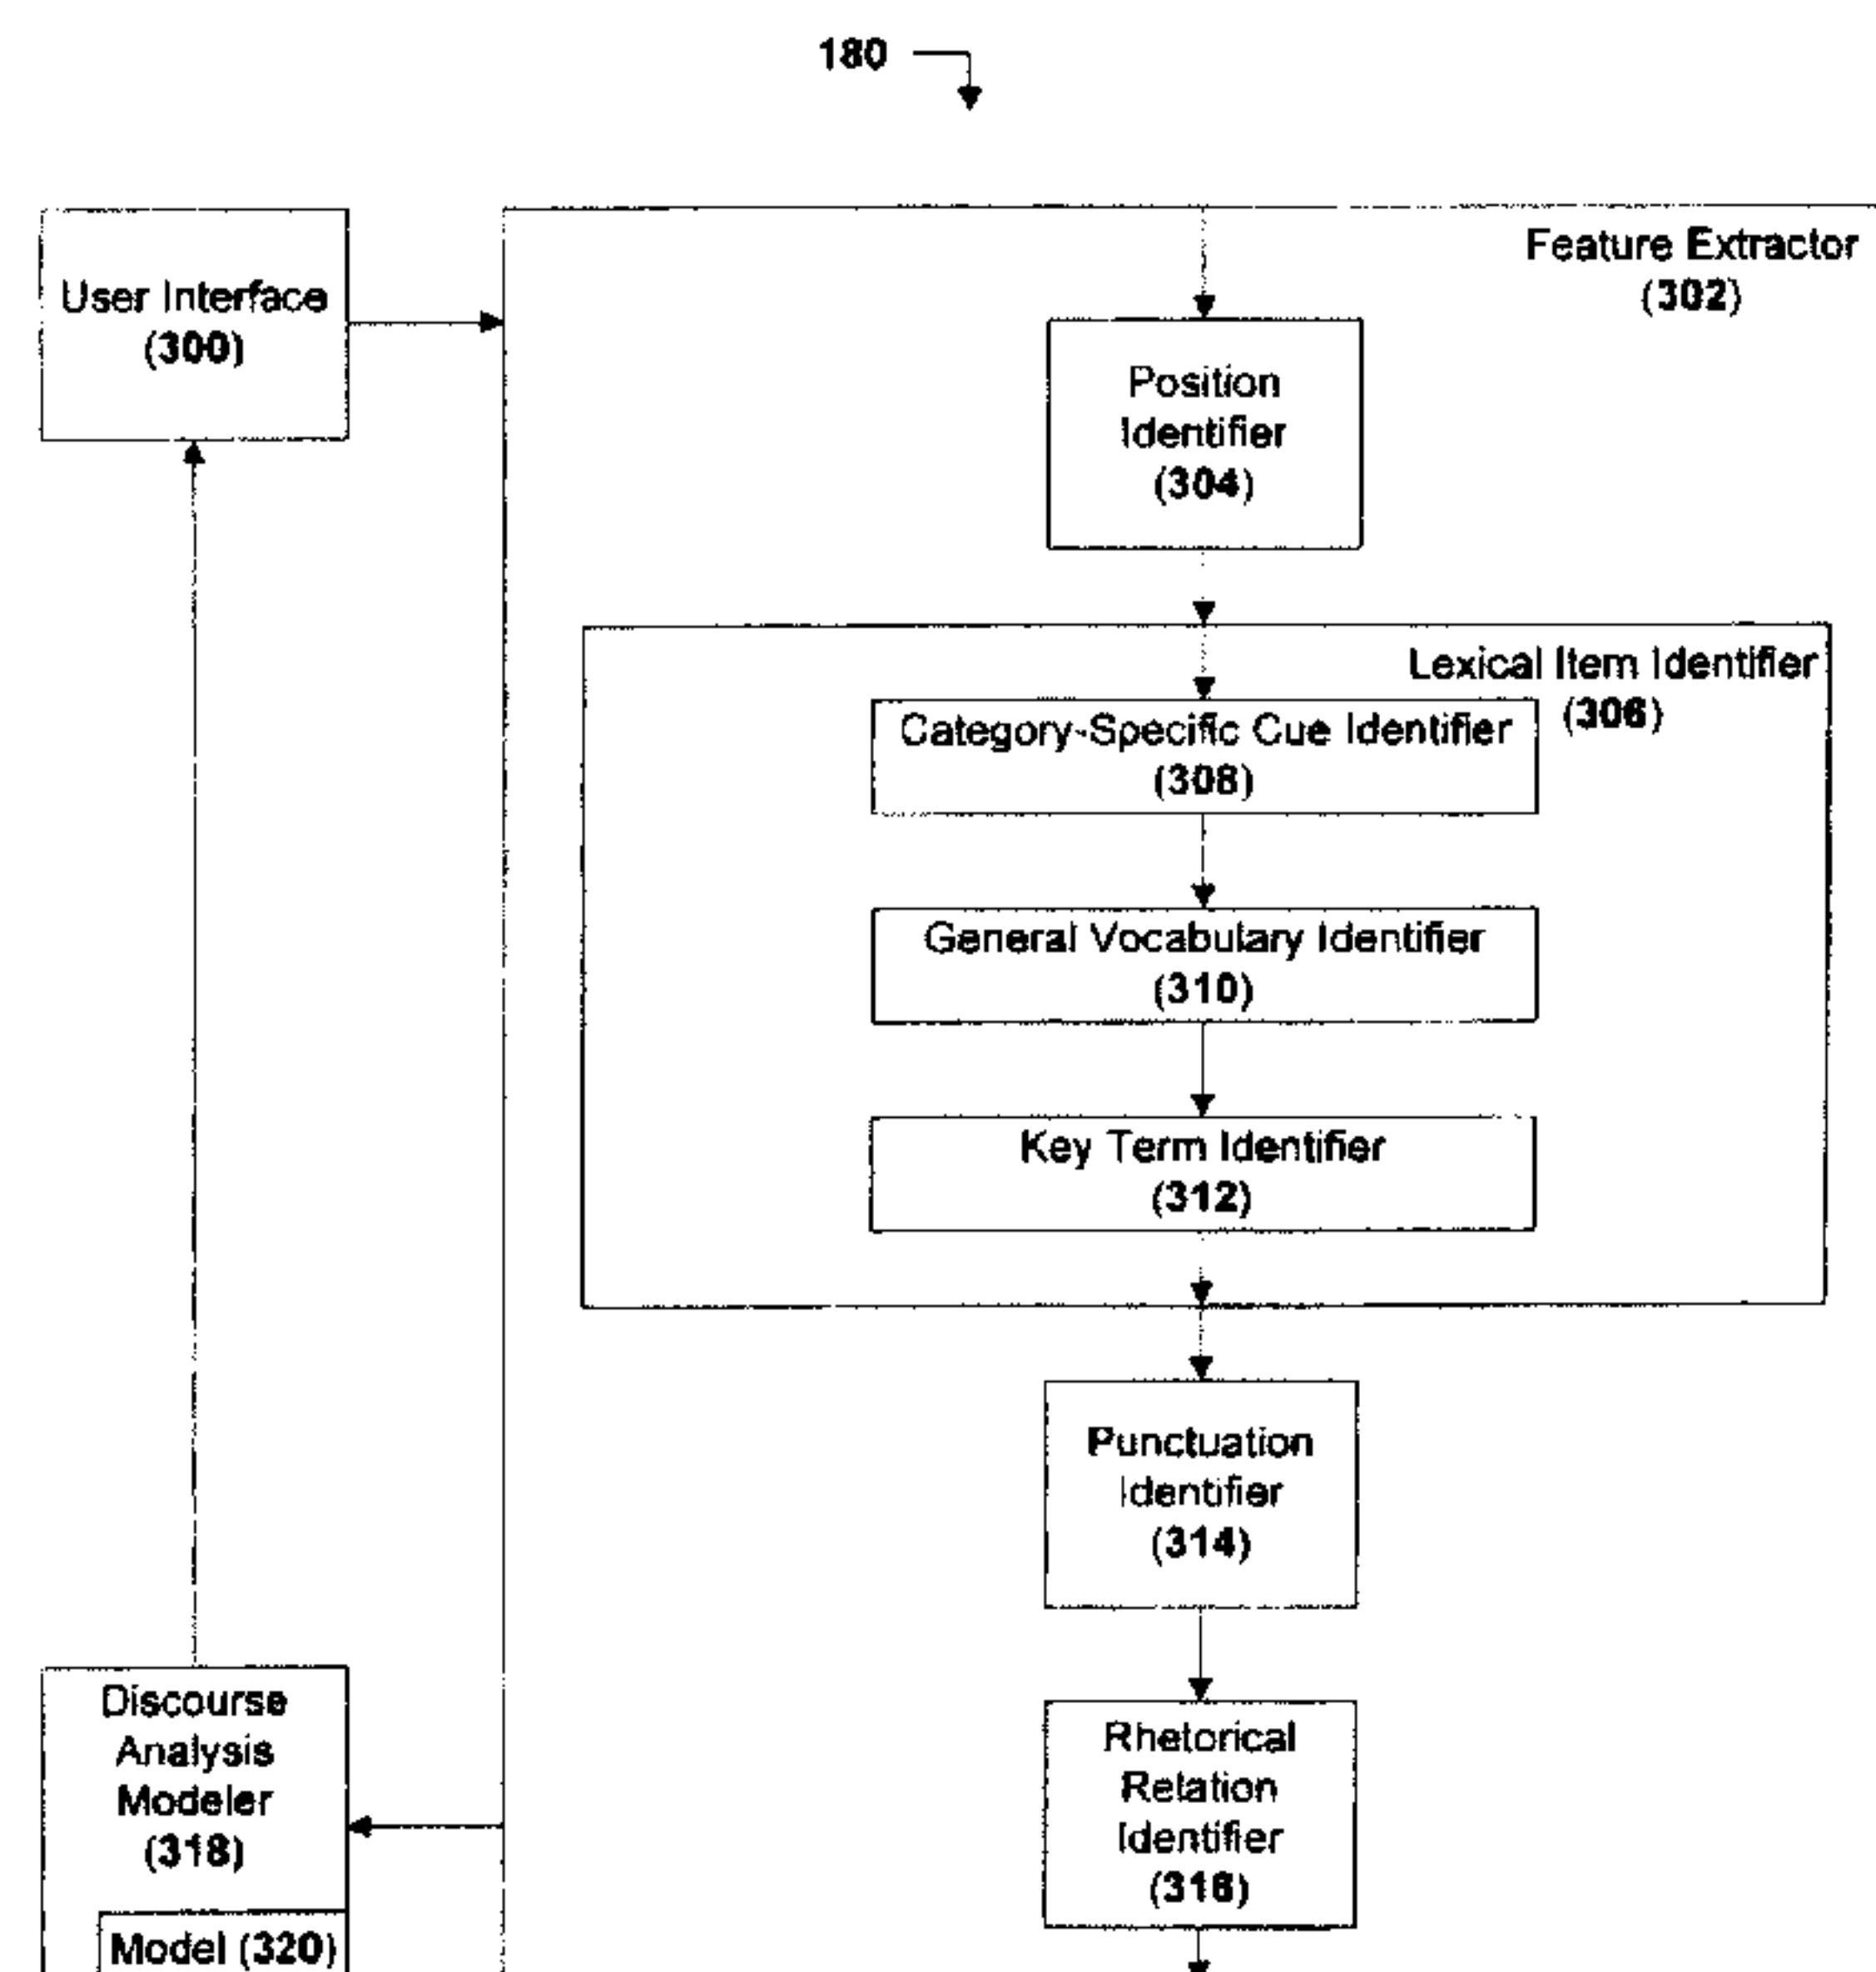 180
User Interface
(300)
Feature Extractor
(302)
Position
Identifier
(304)
Lexical Item Identifier
(306)
Category-Specific Cue Identifier
(308)
General Vocabulary Identifier
(310)
Key Term Identifier
(312)
Punctuation
Identifier
(314)
Rhetorical
Relation
Identifier
(316)
Discourse
Analysis
Modeler
(318)
Model (320)